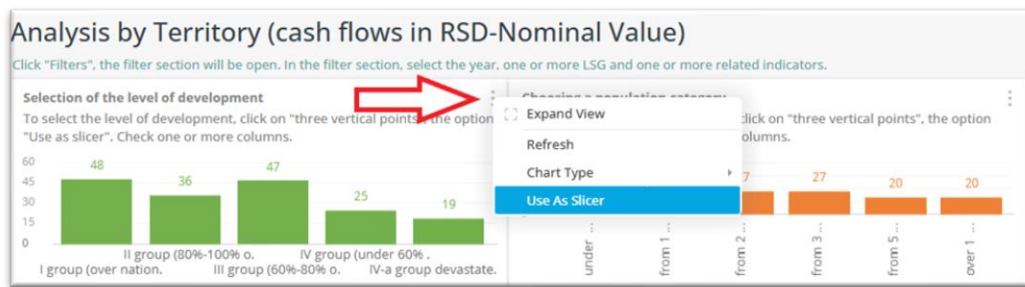 Analysis by Territory (cash flows in RSD-Nominal Value)
Click "Filters", the filter section will be open. In the filter section, select the year, one or more LSG and one or more related indicators.
Selection of the level of development
To select the level of development, click on "three vertical points", the option
"Use as slicer". Check one or more columns.
60
45
30
15
0
48
36
47
25
19
II group (80%-100% o.
IV group (under 60% .
I group (over nation.
III group (60%-80% o.
IV-a group devastate.
Choosing a population category
click on "three vertical points", the option
columns.
Expand View
Refresh
Chart Type
Use As Slicer
7
27
20
20
under ...
from 1 ...
from 2 ...
from 3 ...
from 5 ...
over 1 ...